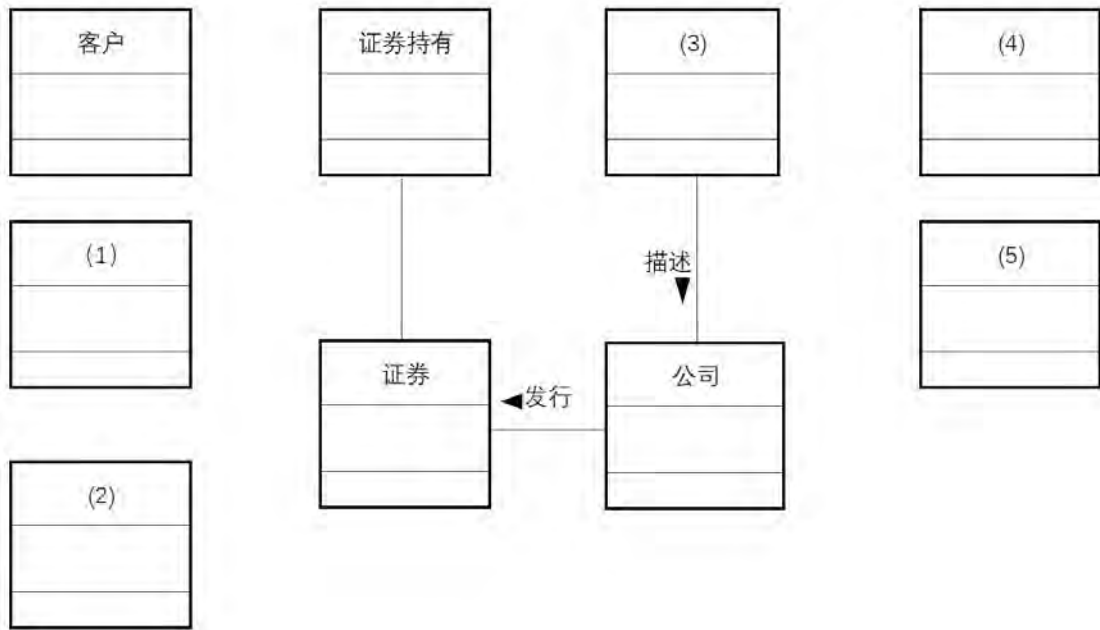 客户
证券持有
(3)
(4)
(1)
描述
(5)
证券
发行
公司
(2)